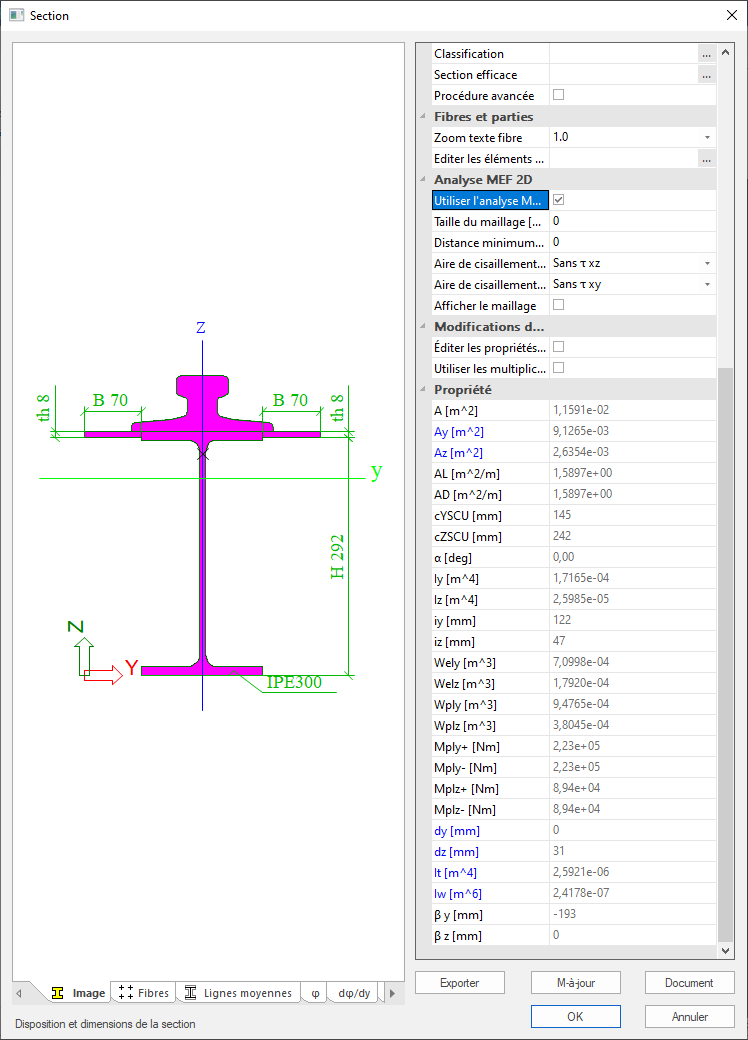 Section
Classification ...
Section efficace ...
Procédure avancée
Fibres et parties
Zoom texte fibre 1.0
Editer les éléments ... ...
Analyse MEF 2D
Utiliser l'analyse M...
Taille du maillage [... 0
Distance minimum... 0
Aire de cisaillement... Sans τ xz
Aire de cisaillement... Sans τ xy
Afficher le maillage
Modifications d...
Éditer les propriétés...
Utiliser les multiplic...
Propriété
A [m^2] 1,1591e-02
Ay [m^2] 9,1265e-03
Az [m^2] 2,6354e-03
AL [m^2/m] 1,5897e+00
AD [m^2/m] 1,5897e+00
cYSCU [mm] 145
cZSCU [mm] 242
α [deg] 0,00
Iy [m^4] 1,7165e-04
Iz [m^4] 2,5985e-05
iy [mm] 122
iz [mm] 47
Wely [m^3] 7,0998e-04
Welz [m^3] 1,7920e-04
Wply [m^3] 9,4765e-04
Wplz [m^3] 3,8045e-04
Mply+ [Nm] 2,23e+05
Mply- [Nm] 2,23e+05
Mplz+ [Nm] 8,94e+04
Mplz- [Nm] 8,94e+04
dy [mm] 0
dz [mm] 31
It [m^4] 2,5921e-06
Iw [m^6] 2,4178e-07
β y [mm] -193
β z [mm] 0
z
th 8
B 70
B 70
th 8
y
H 292
Z
Y
IPE300
Image Fibres Lignes moyennes φ dφ/dy
Exporter M-à-jour Document
Disposition et dimensions de la section
OK Annuler